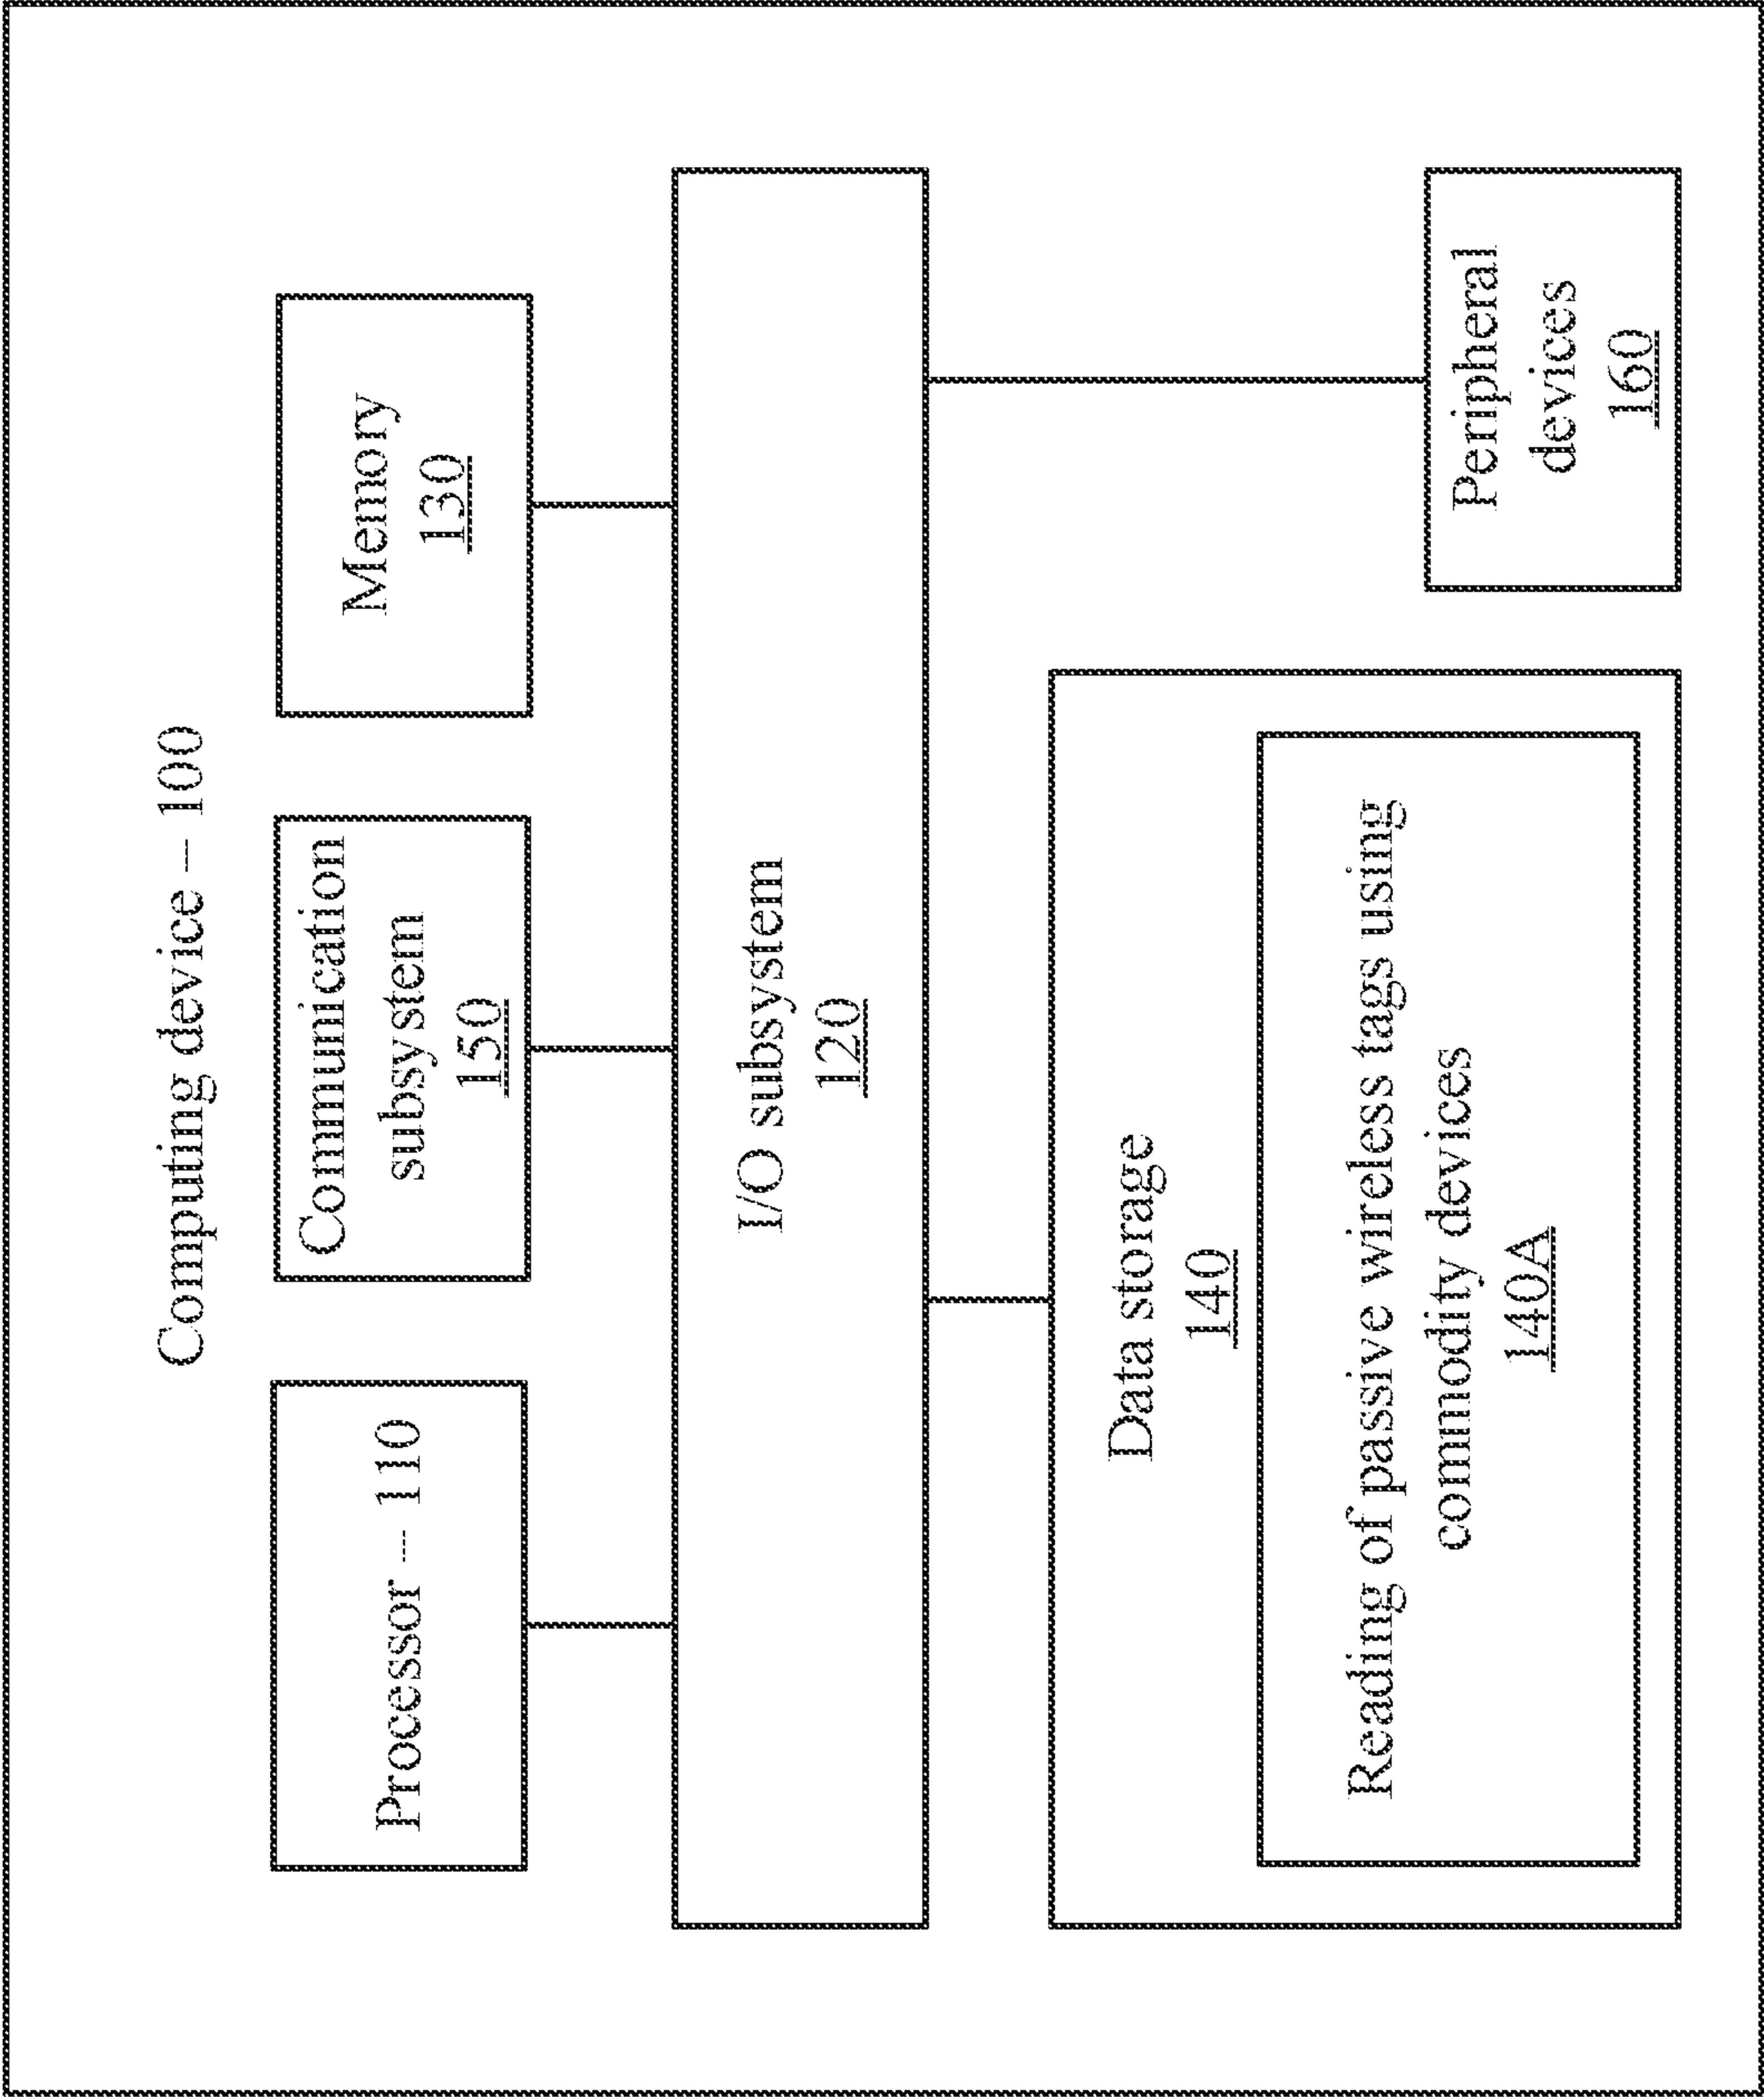 Computing device – 100
Processor – 110
Communication
subsystem
150
Memory
130
I/O subsystem
120
Data storage
140
Reading of passive wireless tags using
commodity devices
140A
Peripheral
devices
160